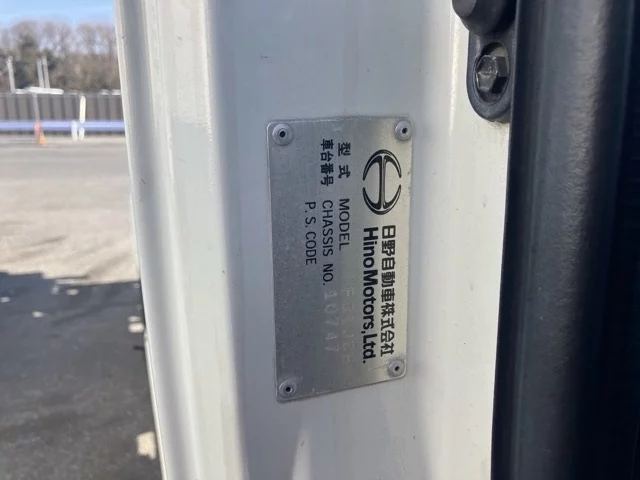 日野自動車株式会社
Hino Motors, Ltd.
型式 MODEL
車台番号 CHASSIS NO. 10747
P. S. CODE